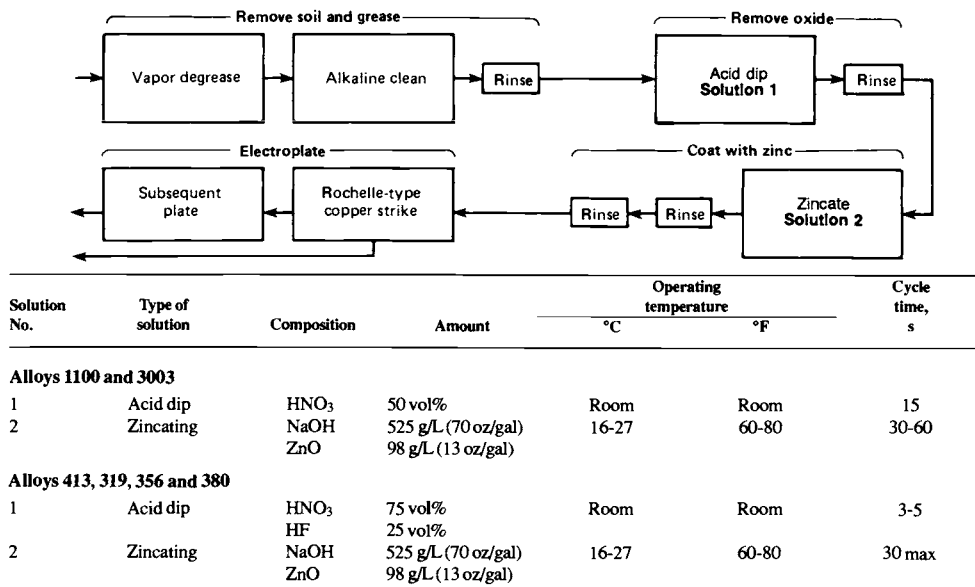 Remove soil and grease
Remove oxide
Vapor degrease
Alkaline clean
Rinse
Acid dip
Solution 1
Rinse
Electroplate
Coat with zinc
Subsequent
plate
Rochelle-type
copper strike
Rinse
Rinse
Zincate
Solution 2
Solution No. Type of solution Composition Amount Operating temperature °C °F Cycle time, s
Alloys 1100 and 3003
1 Acid dip HNO₃ 50 vol% Room Room 15
2 Zincating NaOH 525 g/L (70 oz/gal) 16-27 60-80 30-60
ZnO 98 g/L (13 oz/gal)
Alloys 413, 319, 356 and 380
1 Acid dip HNO₃ 75 vol% Room Room 3-5
HF 25 vol%
2 Zincating NaOH 525 g/L (70 oz/gal) 16-27 60-80 30 max
ZnO 98 g/L (13 oz/gal)